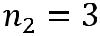 n₂ = 3